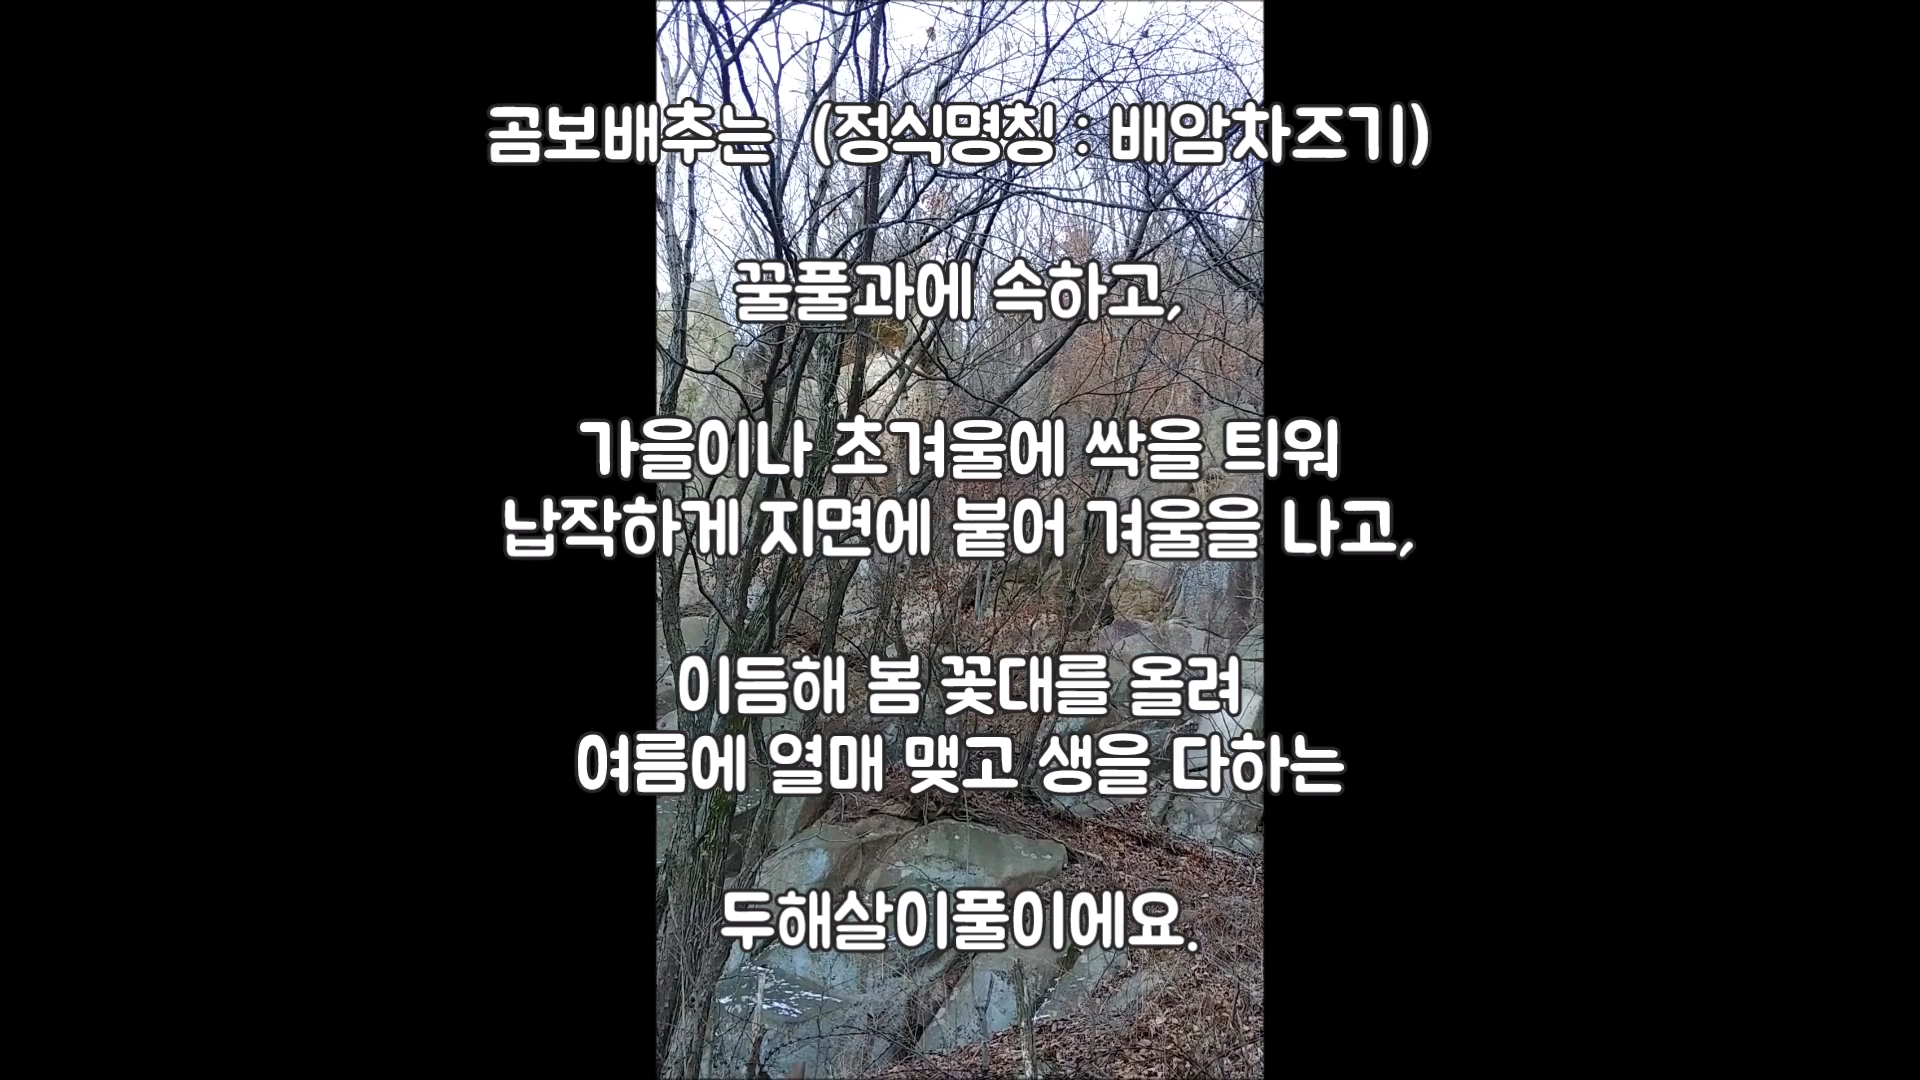 곰보배추는 (정식명칭 : 배암차즈기)
꿀풀과에 속하고,
가을이나 초겨울에 싹을 틔워
납작하게 지면에 붙어 겨울을 나고,
이듬해 봄 꽃대를 올려
여름에 열매 맺고 생을 다하는
두해살이풀이에요.